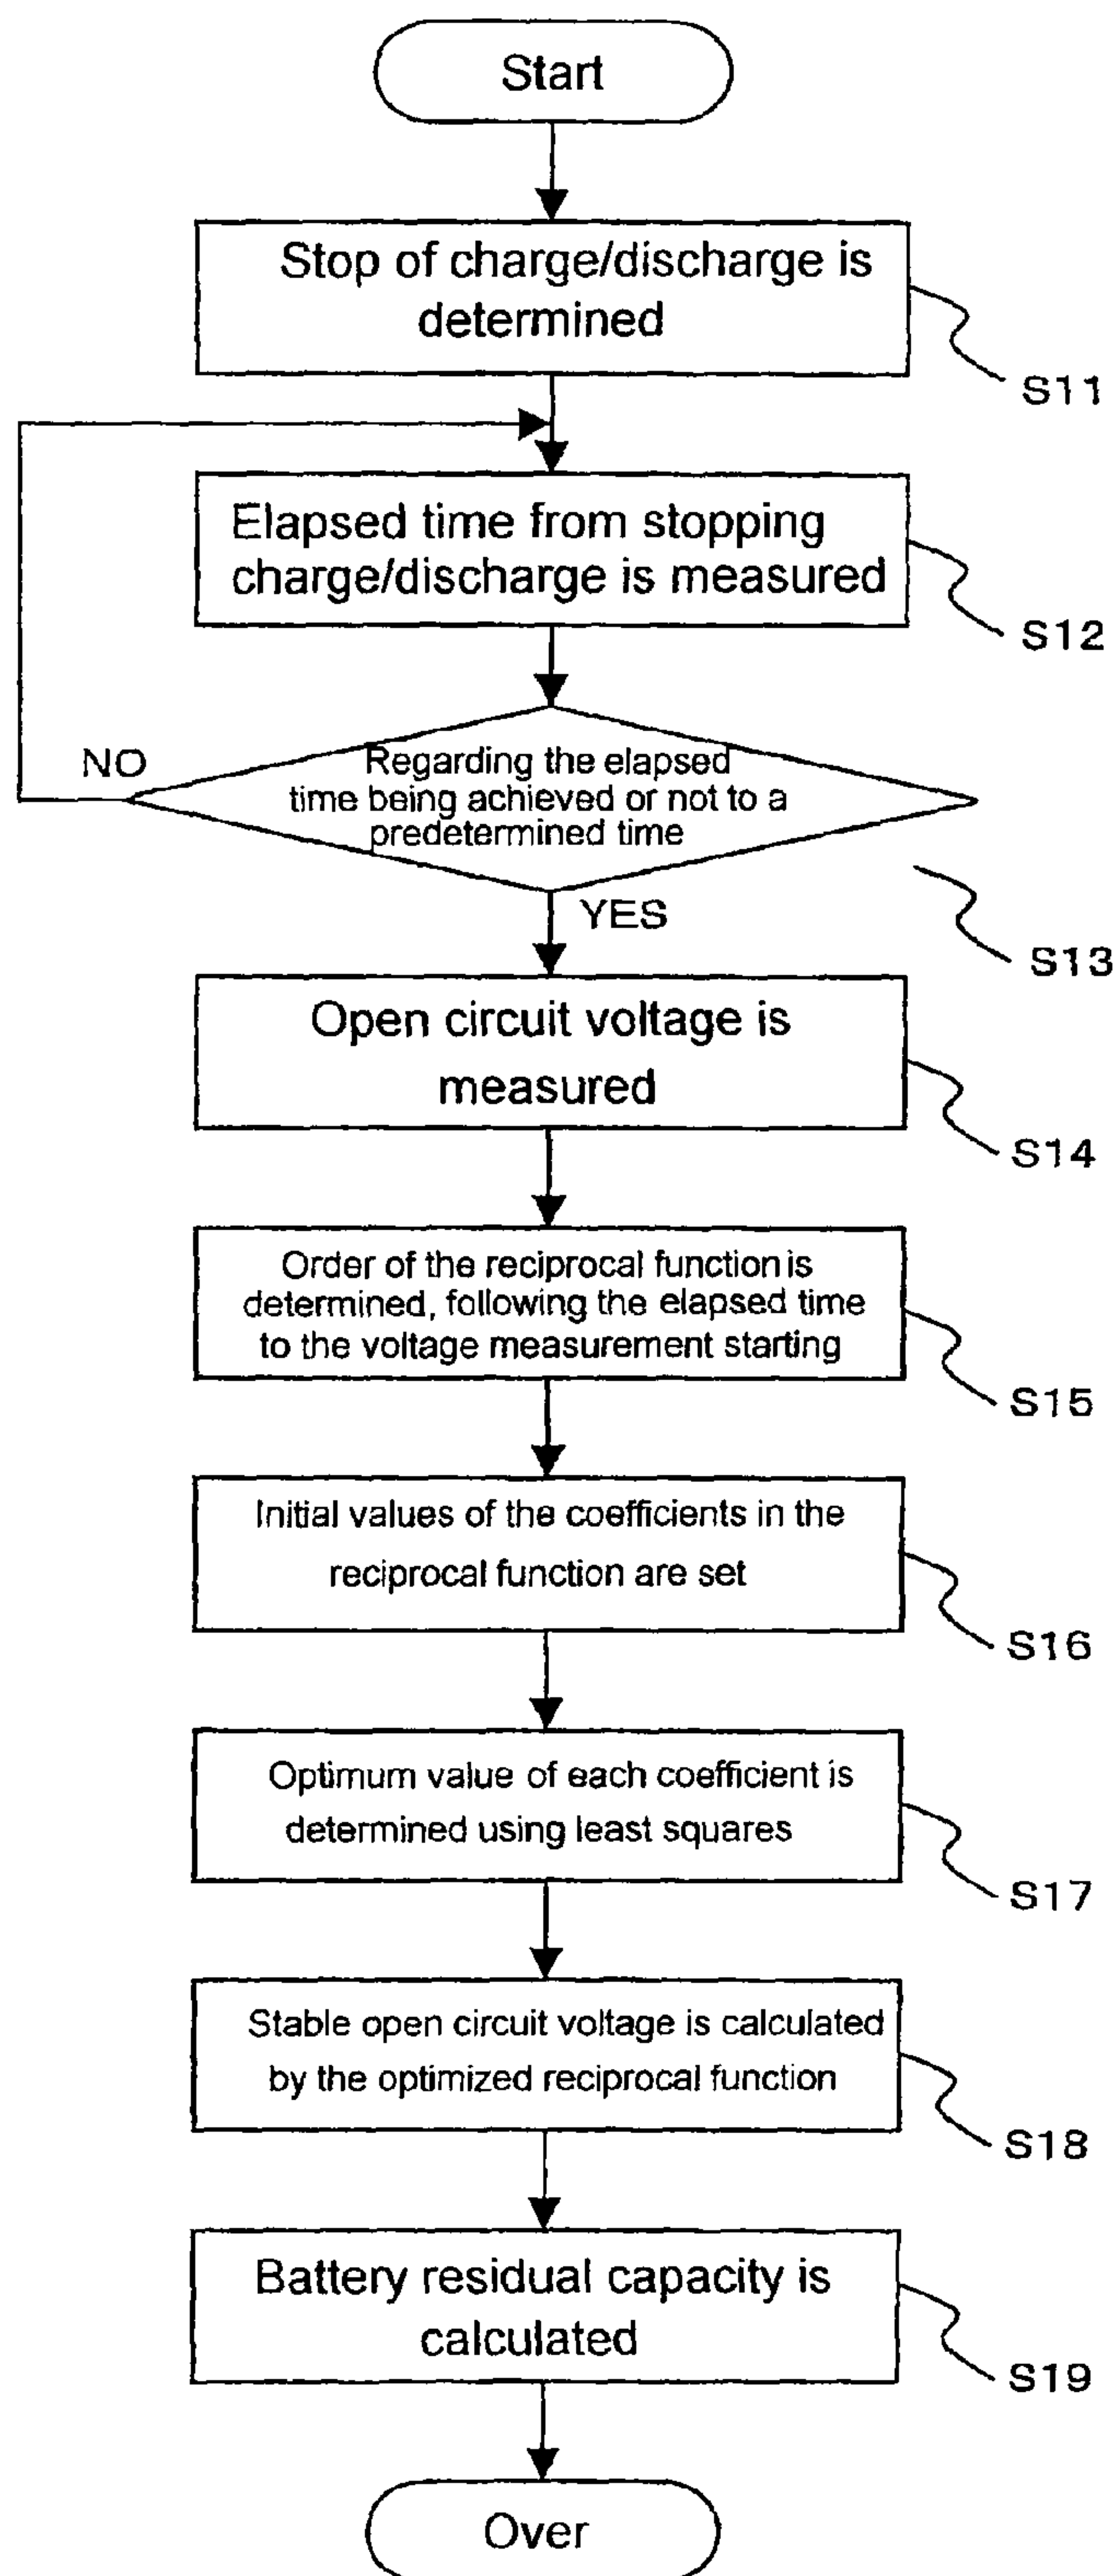 Start
Stop of charge/discharge is
determined
S11
Elapsed time from stopping
charge/discharge is measured
S12
NO
Regarding the elapsed
time being achieved or not to a
predetermined time
S13
YES
Open circuit voltage is
measured
S14
Order of the reciprocal function is
determined, following the elapsed time
to the voltage measurement starting
S15
Initial values of the coefficients in the
reciprocal function are set
S16
Optimum value of each coefficient is
determined using least squares
S17
Stable open circuit voltage is calculated
by the optimized reciprocal function
S18
Battery residual capacity is
calculated
S19
Over